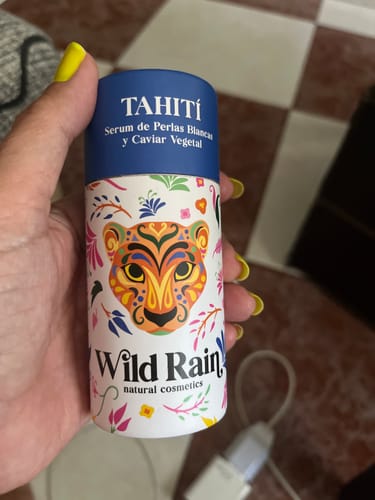 TAHITÍ
Serum de Perlas Blancas
y Caviar Vegetal
Wild Rain
natural cosmetics